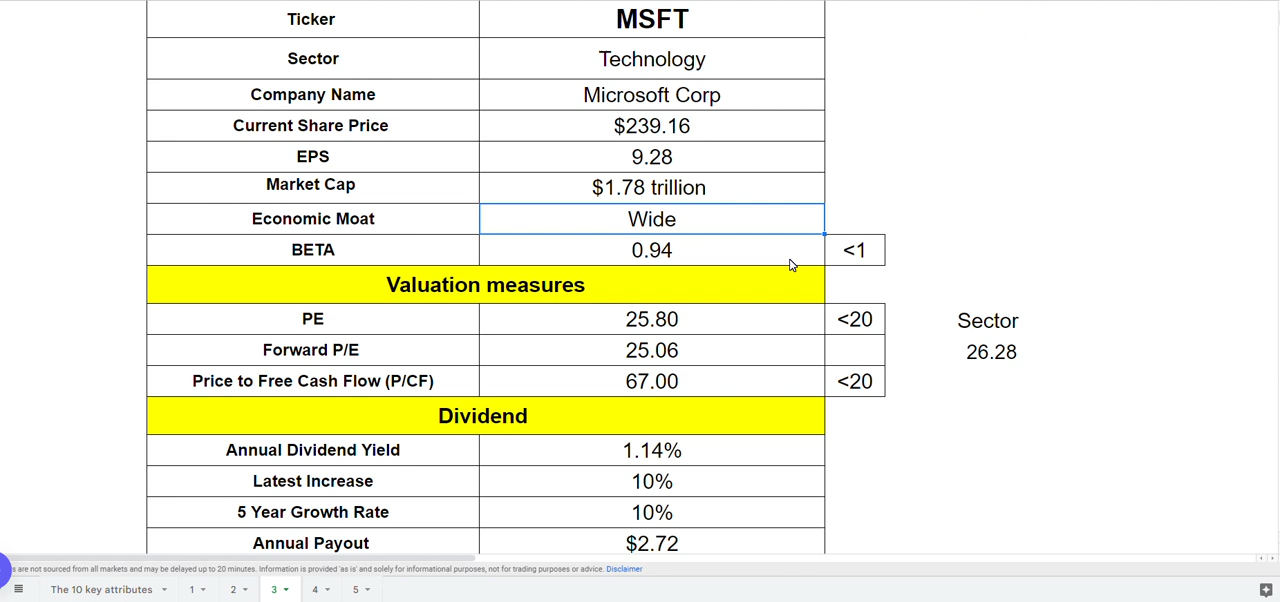 Ticker MSFT
Sector Technology
Company Name Microsoft Corp
Current Share Price $239.16
EPS 9.28
Market Cap $1.78 trillion
Economic Moat Wide
BETA 0.94 <1
Valuation measures
PE 25.80 <20 Sector
Forward P/E 25.06 26.28
Price to Free Cash Flow (P/CF) 67.00 <20
Dividend
Annual Dividend Yield 1.14%
Latest Increase 10%
5 Year Growth Rate 10%
Annual Payout $2.72
s are not sourced from all markets and may be delayed up to 20 minutes. Information is provided 'as is' and solely for informational purposes, not for trading purposes or advice. Disclaimer
The 10 key attributes 1 2 3 4 5